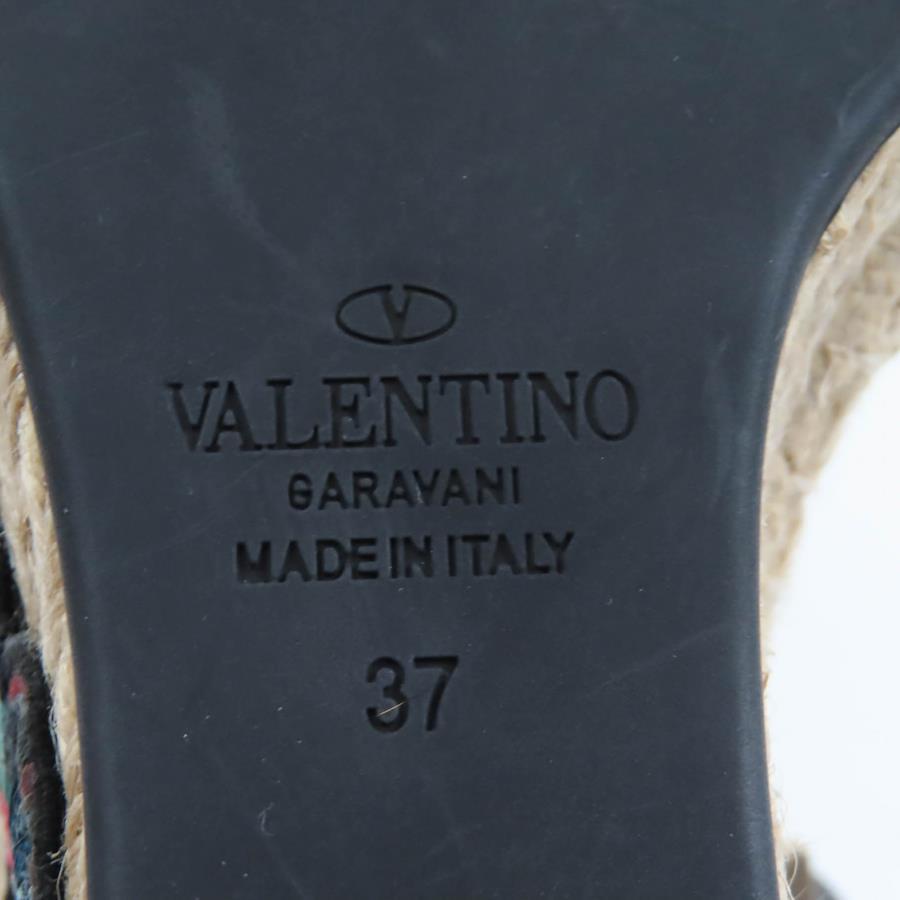 V
VALENTINO
GARAVANI
MADE IN ITALY
37